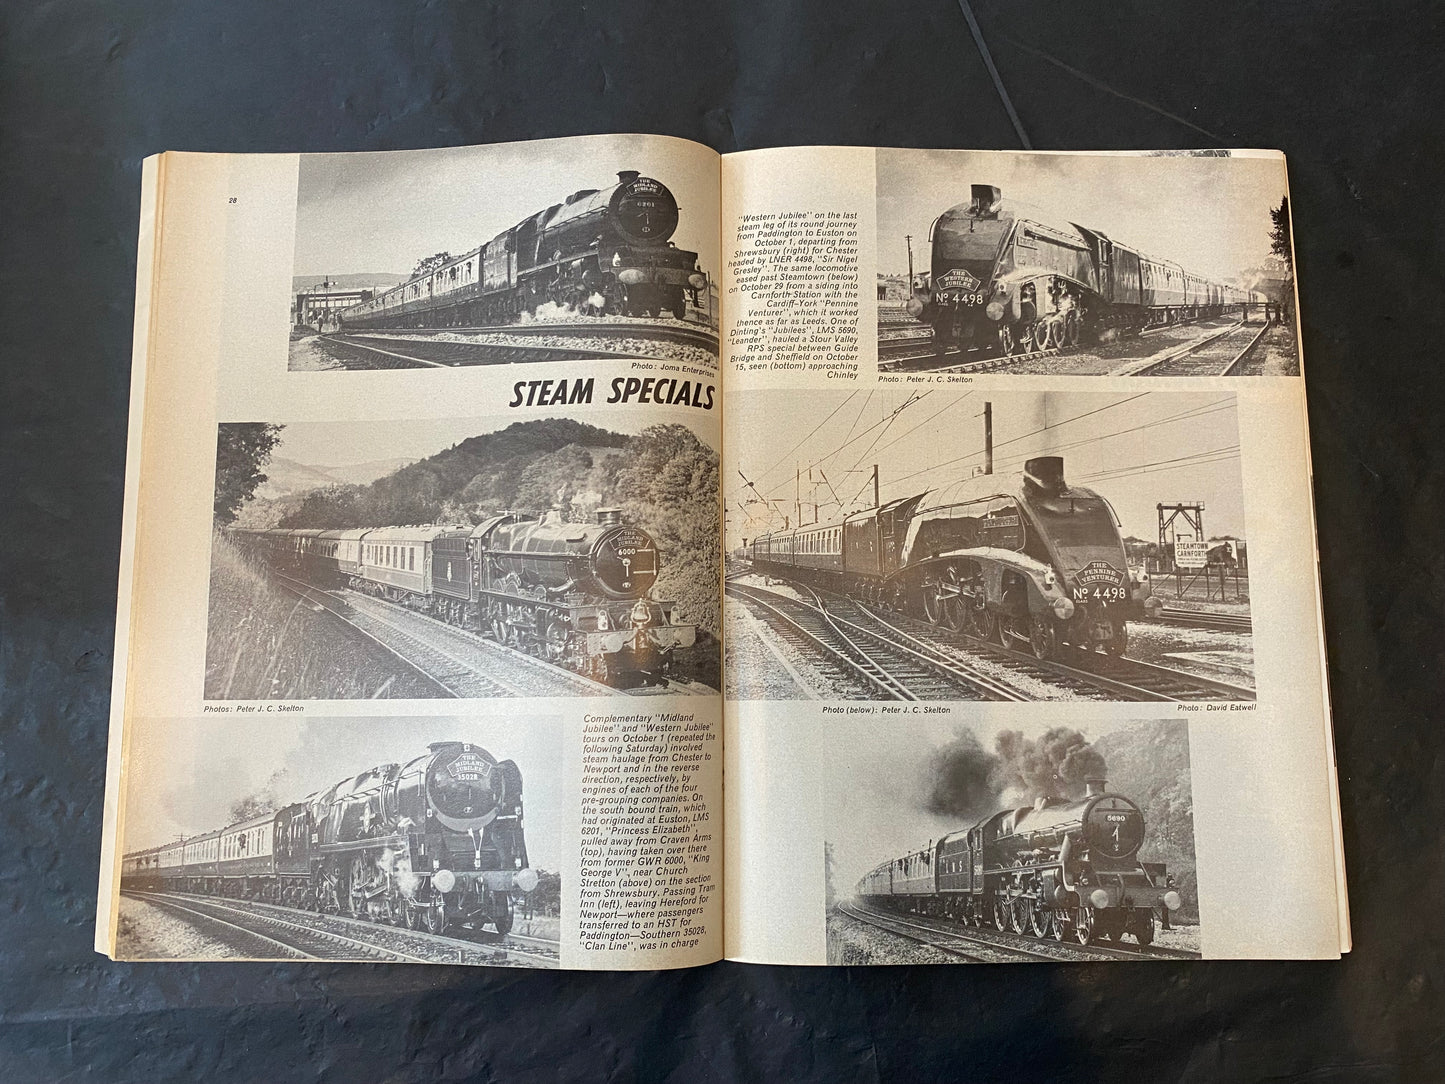 28
THE
MIDLAND
JUBILEE
6201
Photo: Joma Enterprises
STEAM SPECIALS
THE
MIDLAND
JUBILEE
6000
Photos: Peter J. C. Skelton
THE
MIDLAND
JUBILEE
35028
Complementary "Midland
Jubilee" and "Western Jubilee"
tours on October 1 (repeated the
following Saturday) involved
steam haulage from Chester to
Newport and in the reverse
direction, respectively, by
engines of each of the four
pre-grouping companies. On
the south bound train, which
had originated at Euston, LMS
6201, "Princess Elizabeth",
pulled away from Craven Arms
(top), having taken over there
from former GWR 6000, "King
George V", near Church
Stretton (above) on the section
from Shrewsbury. Passing Tram
Inn (left), leaving Hereford for
Newport—where passengers
transferred to an HST for
Paddington—Southern 35028,
"Clan Line", was in charge
"Western Jubilee" on the last
steam leg of its round journey
from Paddington to Euston on
October 1, departing from
Shrewsbury (right) for Chester
headed by LNER 4498, "Sir Nigel
Gresley". The same locomotive
eased past Steamtown (below)
on October 29 from a siding into
Carnforth Station with the
Cardiff–York "Pennine
Venturer", which it worked
thence as far as Leeds. One of
Dinting's "Jubilees", LMS 5690,
"Leander", hauled a Stour Valley
RPS special between Guide
Bridge and Sheffield on October
15, seen (bottom) approaching
Chinley
THE
WESTERN
JUBILEE
No 4498
Photo: Peter J. C. Skelton
STEAMTOWN
CARNFORTH
THE
PENNINE
VENTURER
No 4498
Photo (below): Peter J. C. Skelton
Photo: David Eatwell
5690
LMS